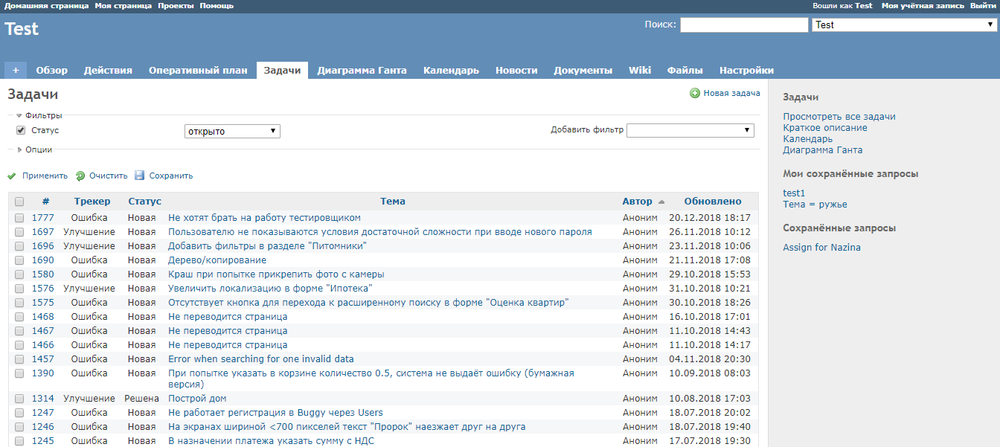 Домашняя страница Моя страница Проекты Помощь Вошли как Test Моя учётная запись Выйти
Test Поиск: Test
+ Обзор Действия Оперативный план Задачи Диаграмма Ганта Календарь Новости Документы Wiki Файлы Настройки
Задачи Новая задача
Фильтры
Статус открыто Добавить фильтр
Опции
Применить Очистить Сохранить
# Трекер Статус Тема Автор Обновлено
1777 Ошибка Новая Не хотят брать на работу тестировщиком Аноним 20.12.2018 18:17
1697 Улучшение Новая Пользователю не показываются условия достаточной сложности при вводе нового пароля Аноним 26.11.2018 10:12
1696 Улучшение Новая Добавить фильтры в разделе "Питомники" Аноним 23.11.2018 10:06
1690 Ошибка Новая Дерево/копирование Аноним 21.11.2018 17:08
1580 Ошибка Новая Краш при попытке прикрепить фото с камеры Аноним 29.10.2018 15:53
1576 Улучшение Новая Увеличить локализацию в форме "Ипотека" Аноним 31.10.2018 10:21
1575 Ошибка Новая Отсутствует кнопка для перехода к расширенному поиску в форме "Оценка квартир" Аноним 30.10.2018 18:26
1468 Ошибка Новая Не переводится страница Аноним 16.10.2018 17:01
1467 Ошибка Новая Не переводится страница Аноним 11.10.2018 14:43
1466 Ошибка Новая Не переводится страница Аноним 11.10.2018 14:17
1457 Ошибка Новая Error when searching for one invalid data Аноним 04.11.2018 20:30
1390 Ошибка Новая При попытке указать в корзине количество 0.5, система не выдаёт ошибку (бумажная Аноним 10.09.2018 08:03
версия)
1314 Улучшение Решена Построй дом Аноним 10.08.2018 17:03
1247 Ошибка Новая Не работает регистрация в Buggy через Users Аноним 18.07.2018 20:02
1246 Ошибка Новая На экранах шириной <700 пикселей текст "Пророк" наезжает друг на друга Аноним 18.07.2018 19:40
1245 Ошибка Новая В назначении платежа указать сумму с НДС Аноним 17.07.2018 19:30
Задачи
Просмотреть все задачи
Краткое описание
Календарь
Диаграмма Ганта
Мои сохранённые запросы
test1
Тема = ружье
Сохранённые запросы
Assign for Nazina